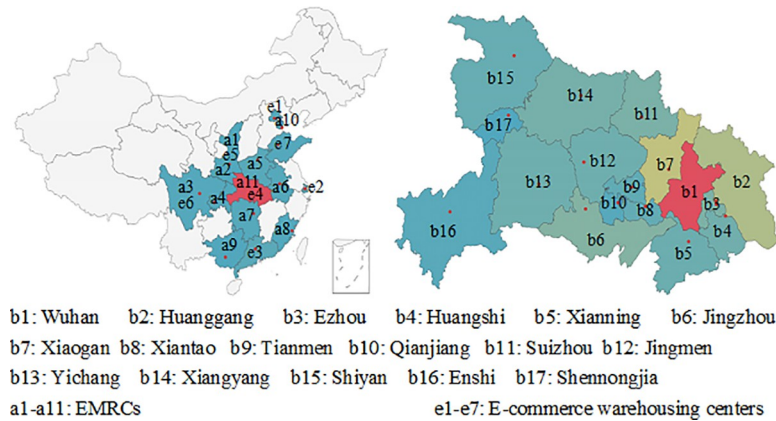 e1
a10
a1
e7
e5
a5
a2
a3
a11
a6
e2
e6
a4
e4
a7
a8
a9
e3
b15
b14
b17
b11
b12
b7
b2
b13
b9
b1
b10
b8
b3
b16
b6
b4
b5
b1: Wuhan b2: Huanggang b3: Ezhou b4: Huangshi b5: Xianning b6: Jingzhou
b7: Xiaogan b8: Xiantao b9: Tianmen b10: Qianjiang b11: Suizhou b12: Jingmen
b13: Yichang b14: Xiangyang b15: Shiyan b16: Enshi b17: Shennongjia
a1-a11: EMRCs e1-e7: E-commerce warehousing centers